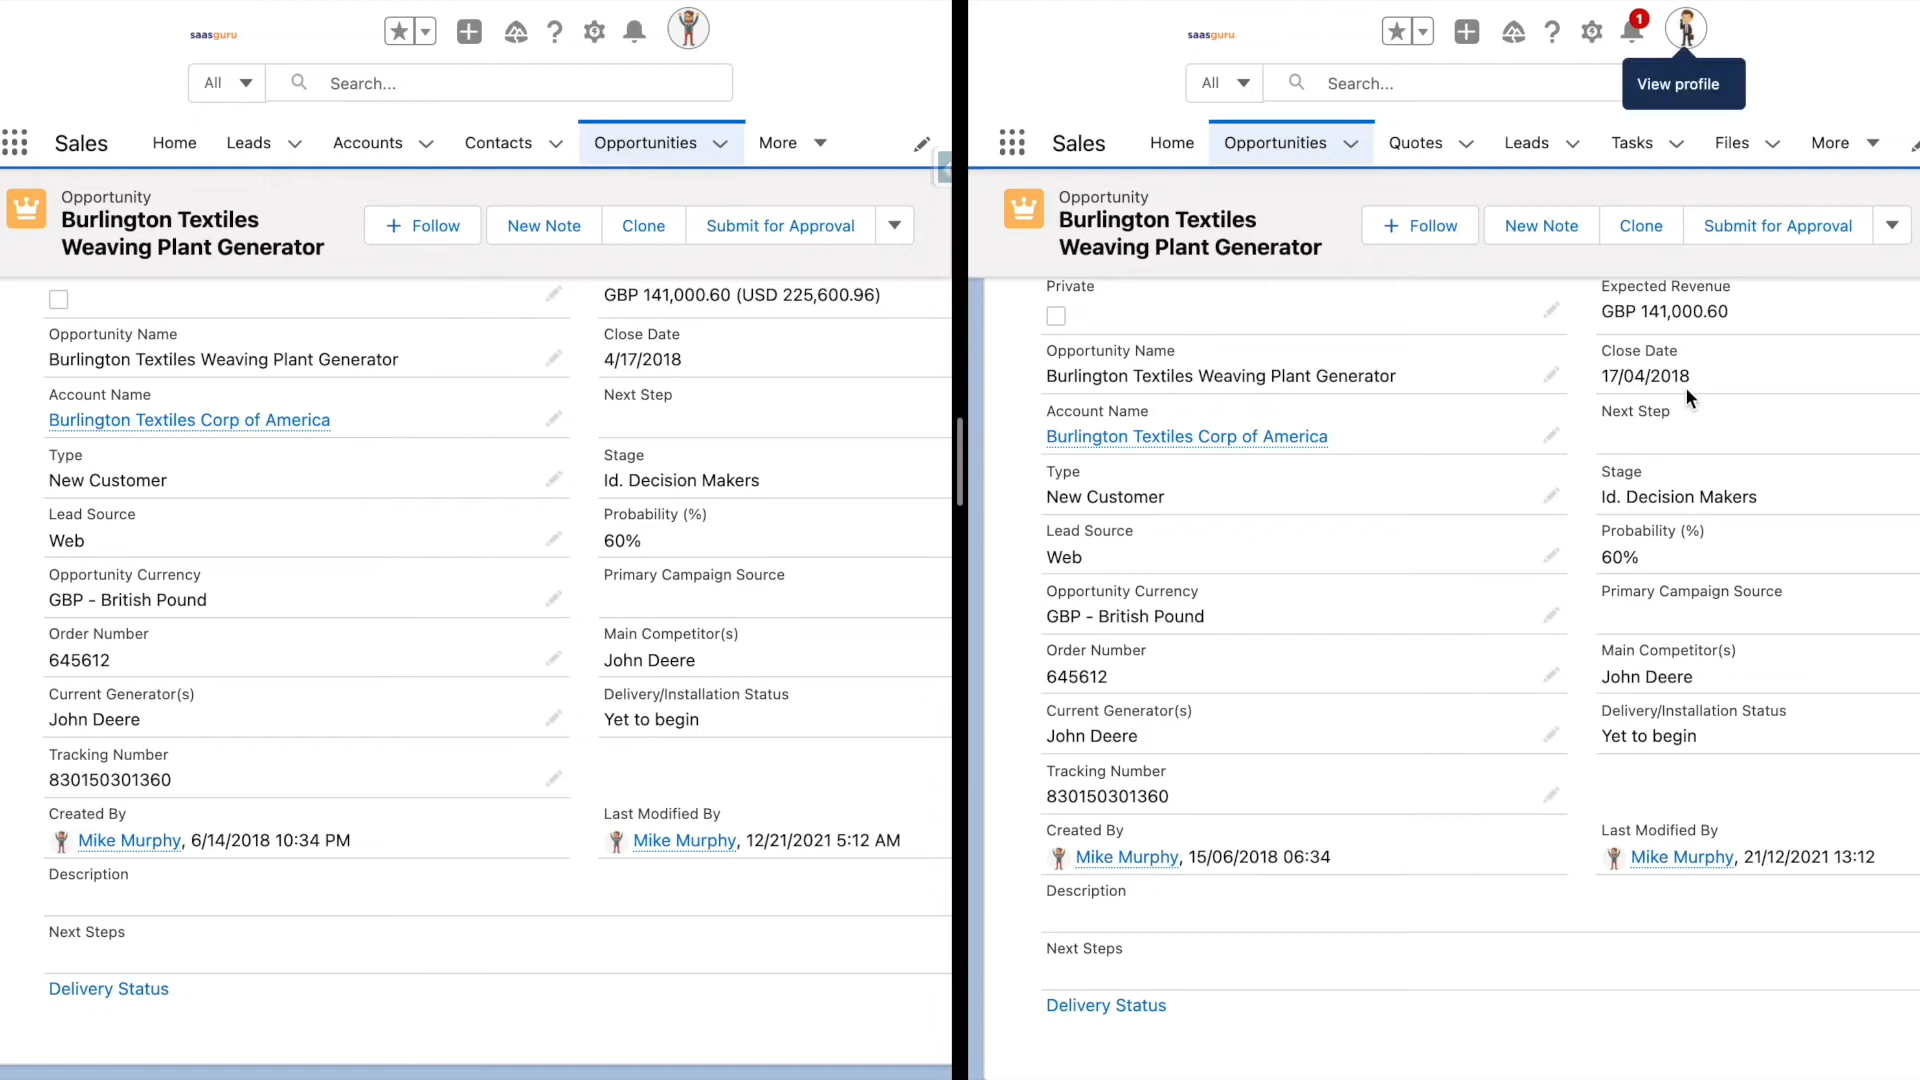 saasguru
All
Search...
Sales
Home
Leads
Accounts
Contacts
Opportunities
More
Opportunity
Burlington Textiles
Weaving Plant Generator
Follow
New Note
Clone
Submit for Approval
GBP 141,000.60 (USD 225,600.96)
Opportunity Name
Burlington Textiles Weaving Plant Generator
Close Date
4/17/2018
Account Name
Burlington Textiles Corp of America
Next Step
Type
New Customer
Stage
Id. Decision Makers
Lead Source
Web
Probability (%)
60%
Opportunity Currency
GBP - British Pound
Primary Campaign Source
Order Number
645612
Main Competitor(s)
John Deere
Current Generator(s)
John Deere
Delivery/Installation Status
Yet to begin
Tracking Number
830150301360
Created By
Mike Murphy, 6/14/2018 10:34 PM
Last Modified By
Mike Murphy, 12/21/2021 5:12 AM
Description
Next Steps
Delivery Status
saasguru
1
View profile
All
Search...
Sales
Home
Opportunities
Quotes
Leads
Tasks
Files
More
Opportunity
Burlington Textiles
Weaving Plant Generator
Follow
New Note
Clone
Submit for Approval
Private
Expected Revenue
GBP 141,000.60
Opportunity Name
Burlington Textiles Weaving Plant Generator
Close Date
17/04/2018
Account Name
Burlington Textiles Corp of America
Next Step
Type
New Customer
Stage
Id. Decision Makers
Lead Source
Web
Probability (%)
60%
Opportunity Currency
GBP - British Pound
Primary Campaign Source
Order Number
645612
Main Competitor(s)
John Deere
Current Generator(s)
John Deere
Delivery/Installation Status
Yet to begin
Tracking Number
830150301360
Created By
Mike Murphy, 15/06/2018 06:34
Last Modified By
Mike Murphy, 21/12/2021 13:12
Description
Next Steps
Delivery Status